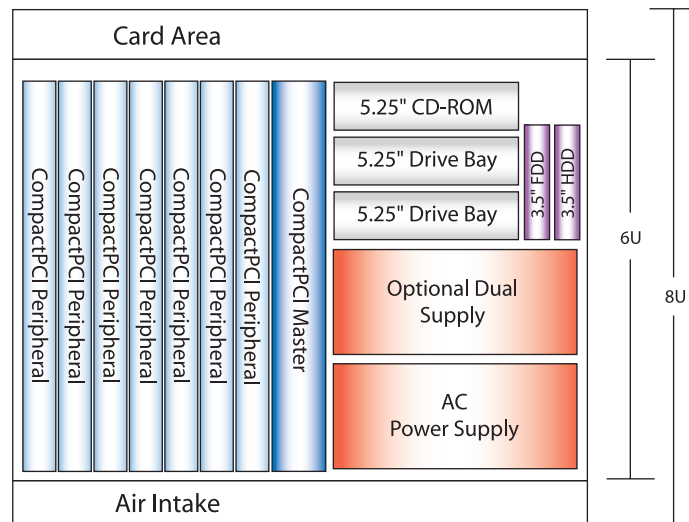 Card Area
CompactPCI Peripheral
CompactPCI Peripheral
CompactPCI Peripheral
CompactPCI Peripheral
CompactPCI Peripheral
CompactPCI Peripheral
CompactPCI Peripheral
CompactPCI Master
5.25" CD-ROM
5.25" Drive Bay
5.25" Drive Bay
3.5" FDD
3.5" HDD
Optional Dual
Supply
AC
Power Supply
6U
8U
Air Intake